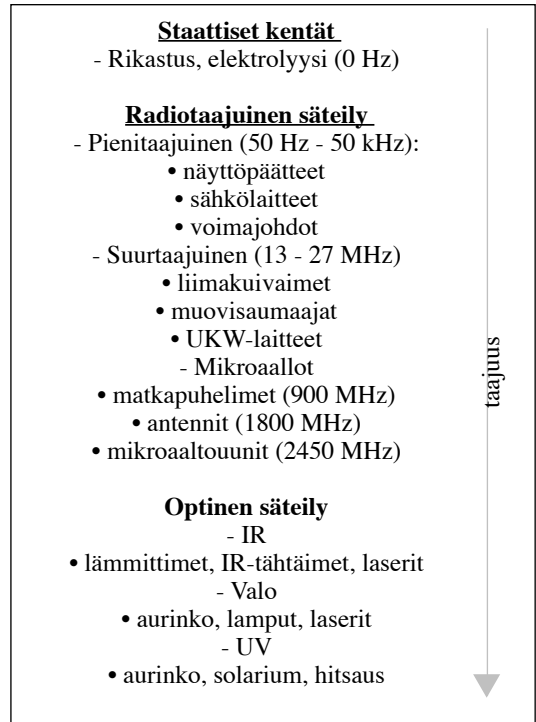 Staattiset kentät
- Rikastus, elektrolyysi (0 Hz)
Radiotaajuinen säteily
- Pienitaajuinen (50 Hz - 50 kHz):
• näyttöpäätteet
• sähkölaitteet
• voimajohdot
- Suurtaajuinen (13 - 27 MHz)
• liimakuivaimet
• muovisaumaajat
• UKW-laitteet
- Mikroaallot
• matkapuhelimet (900 MHz)
• antennit (1800 MHz)
• mikroaaltouunit (2450 MHz)
Optinen säteily
- IR
• lämmittimet, IR-tähtäimet, laserit
- Valo
• aurinko, lamput, laserit
- UV
• aurinko, solarium, hitsaus
taajuus